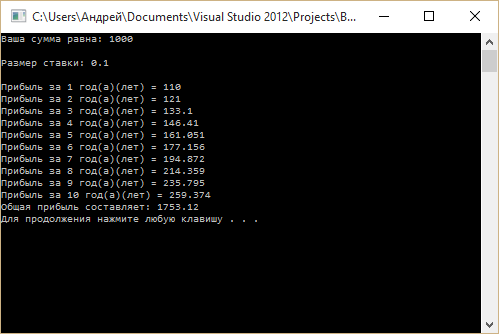 C:\Users\Андрей\Documents\Visual Studio 2012\Projects\B...
Ваша сумма равна: 1000
Размер ставки: 0.1
Прибыль за 1 год(а)(лет) = 110
Прибыль за 2 год(а)(лет) = 121
Прибыль за 3 год(а)(лет) = 133.1
Прибыль за 4 год(а)(лет) = 146.41
Прибыль за 5 год(а)(лет) = 161.051
Прибыль за 6 год(а)(лет) = 177.156
Прибыль за 7 год(а)(лет) = 194.872
Прибыль за 8 год(а)(лет) = 214.359
Прибыль за 9 год(а)(лет) = 235.795
Прибыль за 10 год(а)(лет) = 259.374
Общая прибыль составляет: 1753.12
Для продолжения нажмите любую клавишу . . .